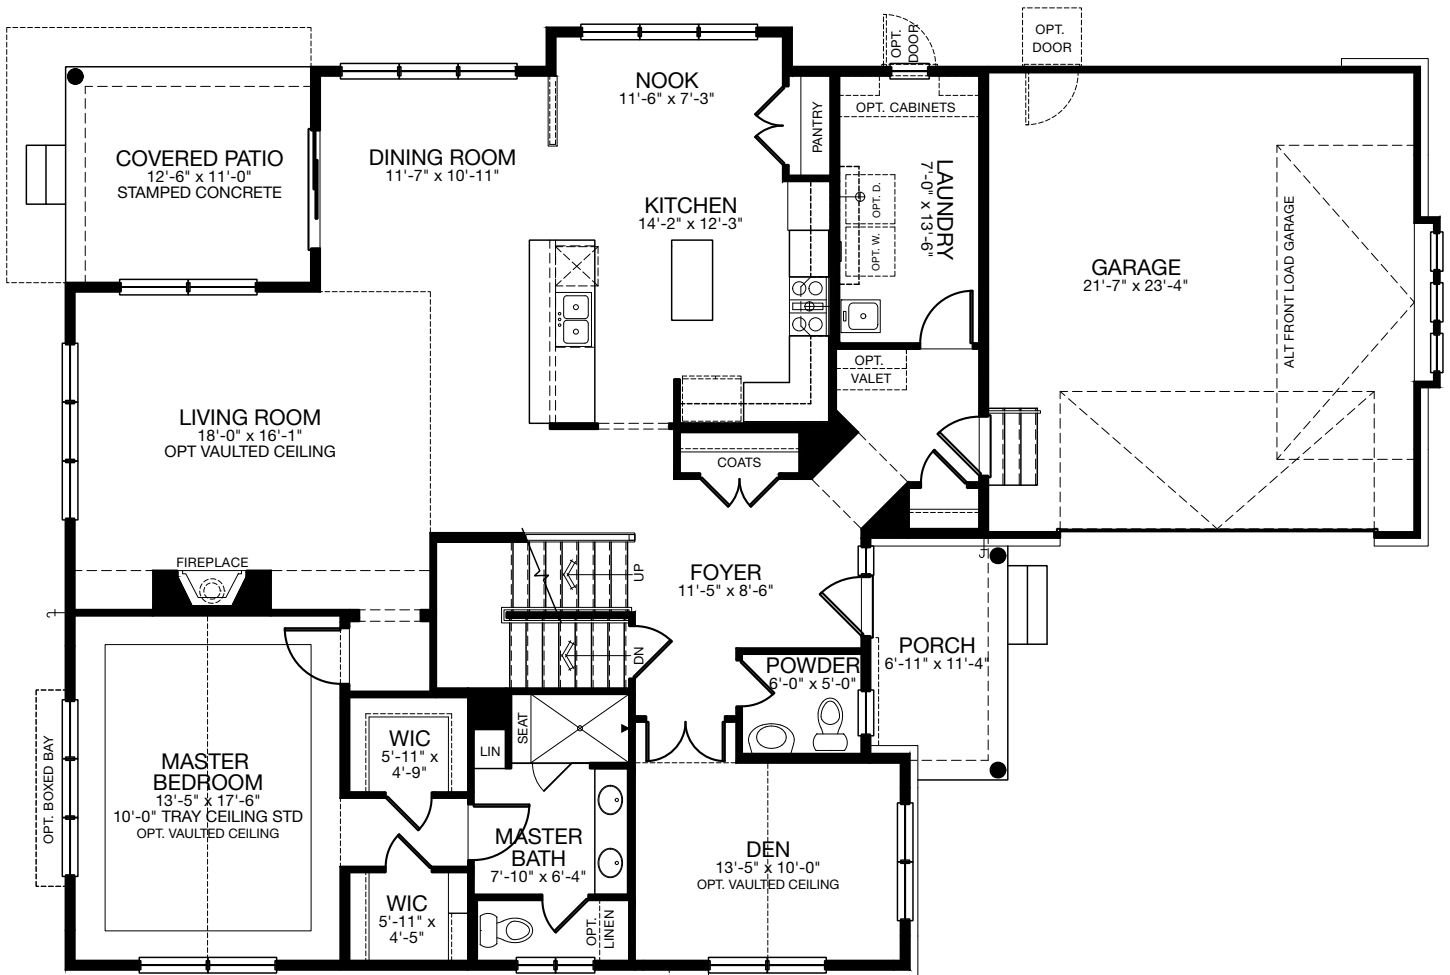 OPT.
DOOR
OPT.
DOOR
NOOK
11'-6" x 7'-3"
PANTRY
OPT. CABINETS
COVERED PATIO
12'-6" x 11'-0"
STAMPED CONCRETE
DINING ROOM
11'-7" x 10'-11"
KITCHEN
14'-2" x 12'-3"
OPT. D.
OPT. W.
LAUNDRY
7'-0" x 13'-6"
GARAGE
21'-7" x 23'-4"
ALT FRONT LOAD GARAGE
OPT.
VALET
LIVING ROOM
18'-0" x 16'-1"
OPT VAULTED CEILING
COATS
FIREPLACE
UP
FOYER
11'-5" x 8'-6"
DN
PORCH
6'-11" x 11'-4"
POWDER
6'-0" x 5'-0"
SEAT
LIN
WIC
5'-11" x
4'-9"
OPT. BOXED BAY
MASTER
BEDROOM
13'-5" x 17'-6"
10'-0" TRAY CEILING STD
OPT. VAULTED CEILING
MASTER
BATH
7'-10" x 6'-4"
DEN
13'-5" x 10'-0"
OPT. VAULTED CEILING
WIC
5'-11" x
4'-5"
OPT.
LINEN